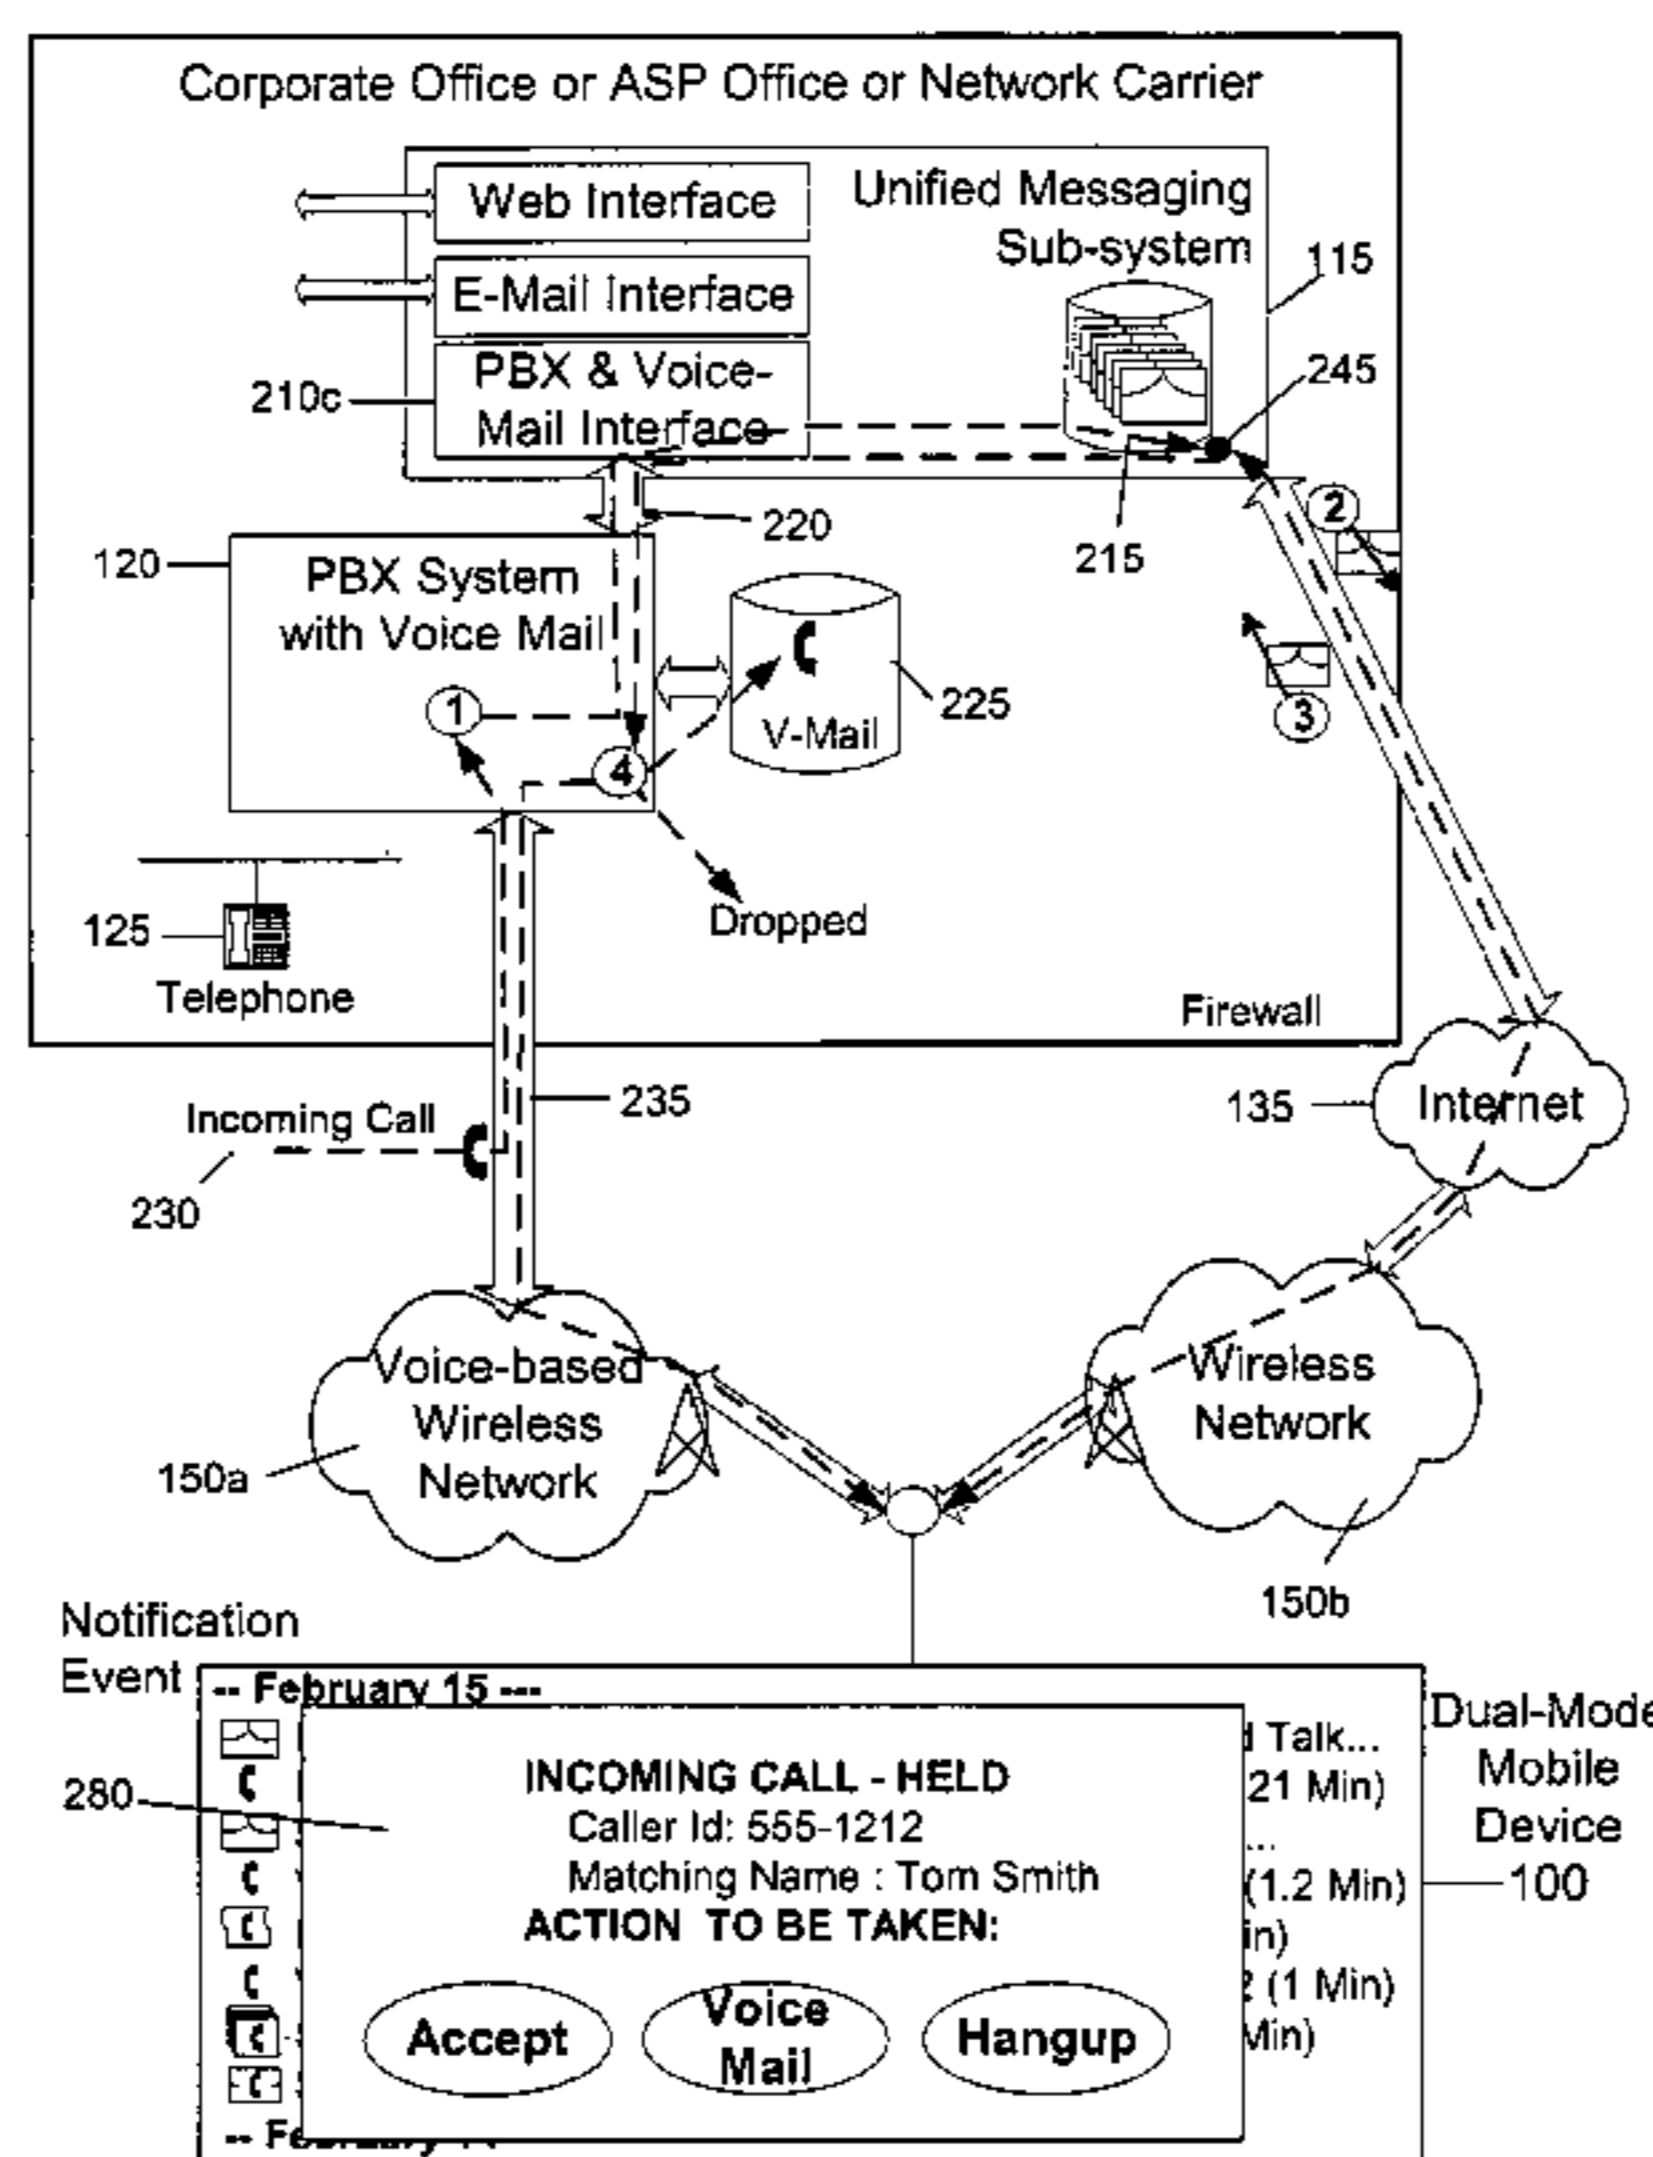 Corporate Office or ASP Office or Network Carrier
Web Interface
Unified Messaging
Sub-system
115
E-Mail Interface
PBX & Voice-
Mail Interface
210c
245
220
215
2
120
PBX System
with Voice Mail
225
V-Mail
1
3
4
Dropped
125
Telephone
Firewall
235
Incoming Call
230
135
Internet
Voice-based
Wireless
Network
150a
Wireless
Network
150b
Notification
Event
-- February 15 ---
Talk...
21 Min)
...
(1.2 Min)
in)
(1 Min)
Min)
280
INCOMING CALL - HELD
Caller Id: 555-1212
Matching Name : Tom Smith
ACTION TO BE TAKEN:
Accept
Voice
Mail
Hangup
Dual-Mode
Mobile
Device
100